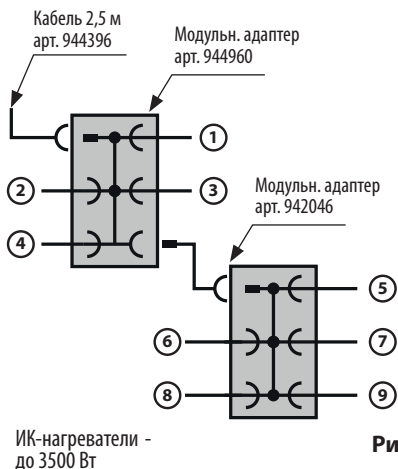 Кабель 2,5 м
арт. 944396
Модульн. адаптер
арт. 944960
1
2
3
4
Модульн. адаптер
арт. 942046
5
6
7
8
9
ИК-нагреватели -
до 3500 Вт
Ри